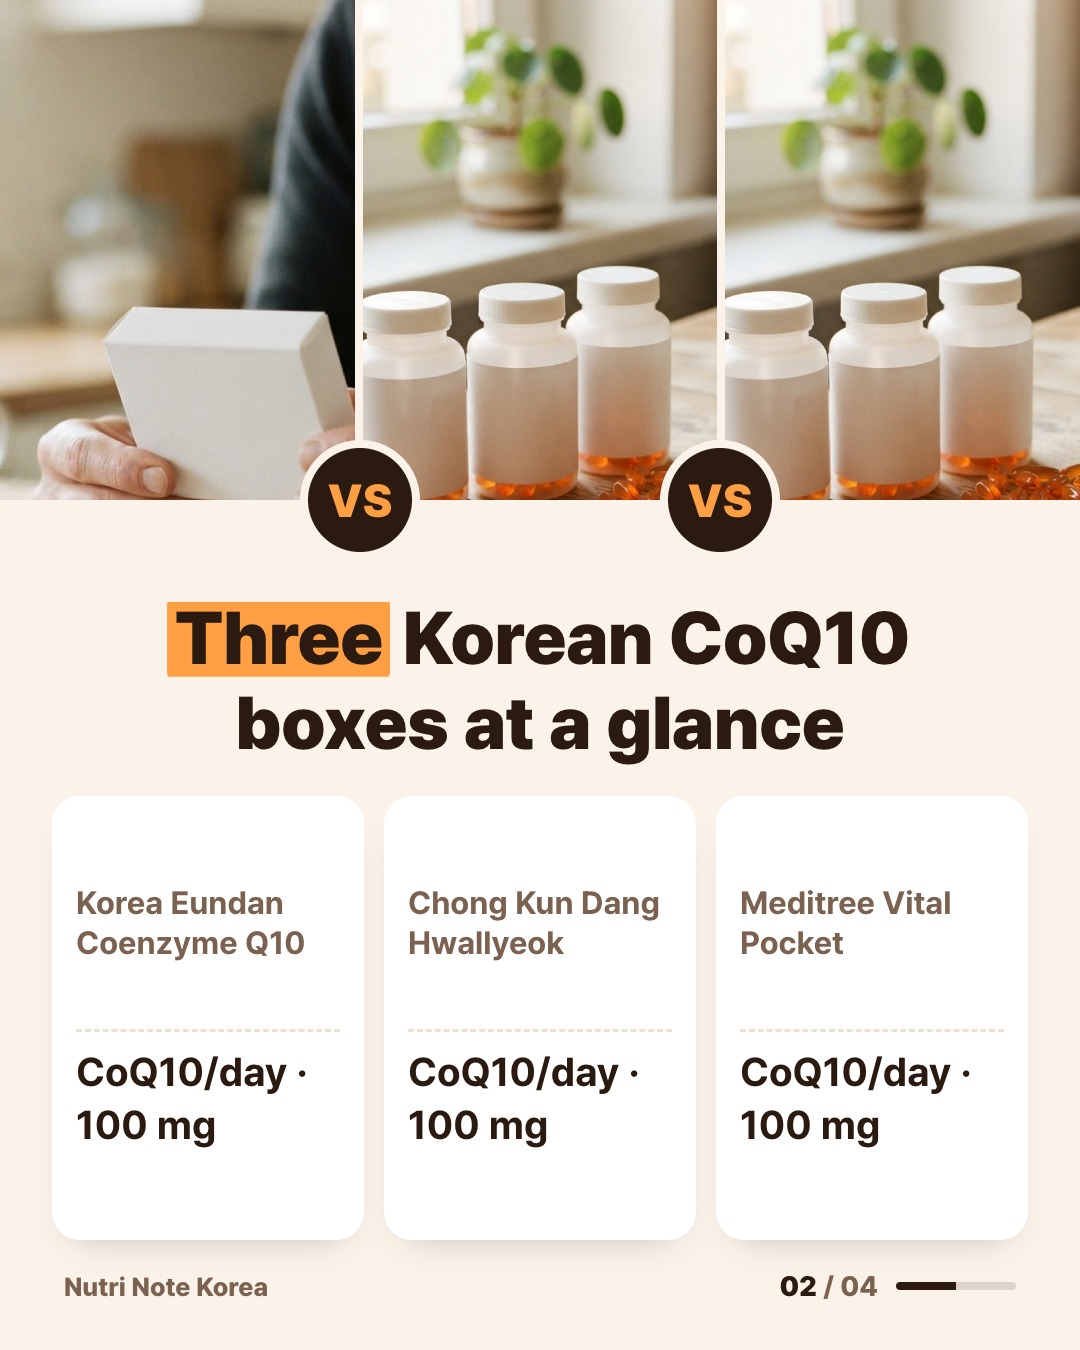 VS
VS
Three Korean CoQ10
boxes at a glance
Korea Eundan
Coenzyme Q10
CoQ10/day ·
100 mg
Chong Kun Dang
Hwallyeok
CoQ10/day ·
100 mg
Meditree Vital
Pocket
CoQ10/day ·
100 mg
Nutri Note Korea
02 / 04